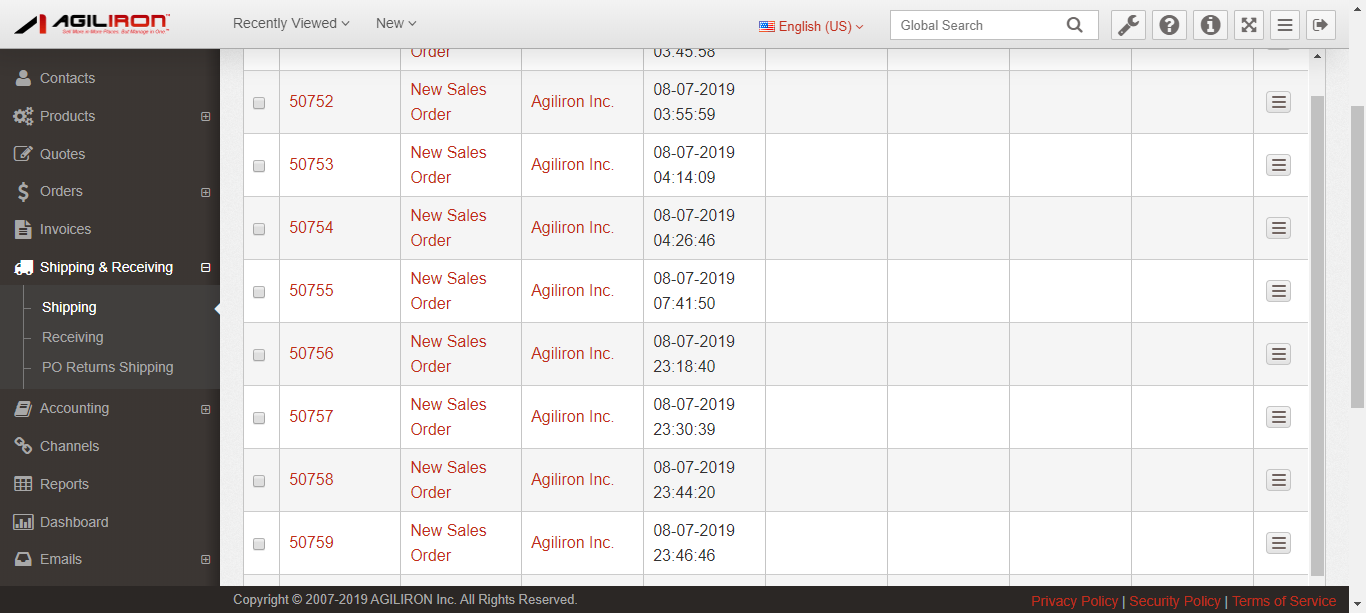 AGILIRON
Sell More in More Places. But Manage in One.™
Recently Viewed
New
English (US)
Global Search
Contacts
Products
Quotes
Orders
Invoices
Shipping & Receiving
Shipping
Receiving
PO Returns Shipping
Accounting
Channels
Reports
Dashboard
Emails
Order 03:45:58
50752 New Sales Order Agiliron Inc. 08-07-2019 03:55:59
50753 New Sales Order Agiliron Inc. 08-07-2019 04:14:09
50754 New Sales Order Agiliron Inc. 08-07-2019 04:26:46
50755 New Sales Order Agiliron Inc. 08-07-2019 07:41:50
50756 New Sales Order Agiliron Inc. 08-07-2019 23:18:40
50757 New Sales Order Agiliron Inc. 08-07-2019 23:30:39
50758 New Sales Order Agiliron Inc. 08-07-2019 23:44:20
50759 New Sales Order Agiliron Inc. 08-07-2019 23:46:46
Copyright © 2007-2019 AGILIRON Inc. All Rights Reserved.
Privacy Policy | Security Policy | Terms of Service